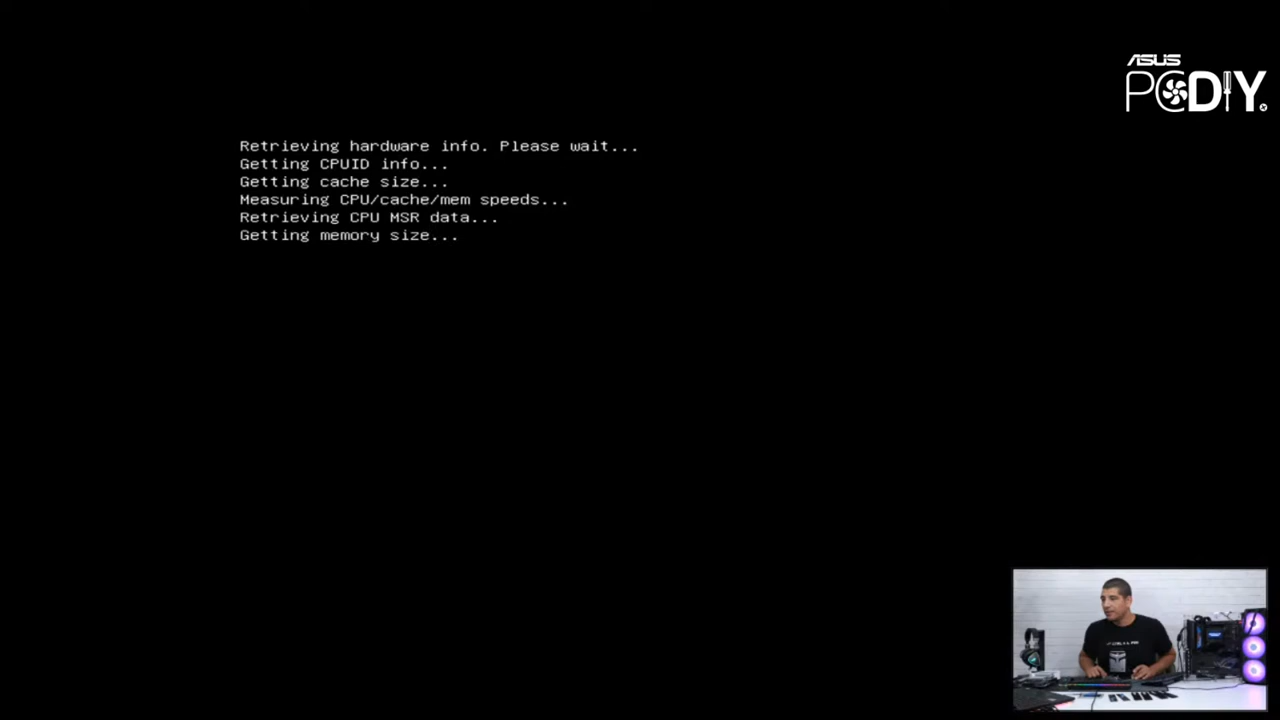 ASUS
PCDIY.
Retrieving hardware info. Please wait...
Getting CPUID info...
Getting cache size...
Measuring CPU/cache/mem speeds...
Retrieving CPU MSR data...
Getting memory size...